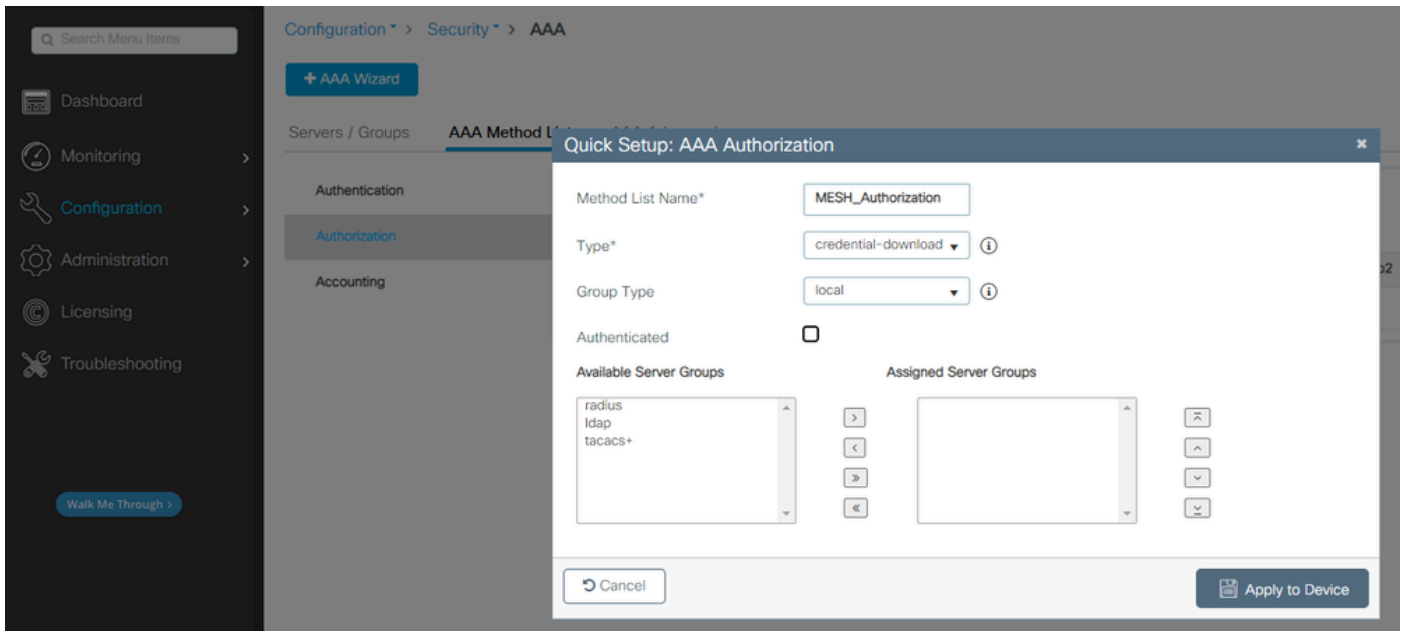 Search Menu Items
Dashboard
Monitoring
Configuration
Administration
Licensing
Troubleshooting
Walk Me Through >
Configuration > Security > AAA
+ AAA Wizard
Servers / Groups AAA Method
Authentication
Authorization
Accounting
Quick Setup: AAA Authorization
Method List Name* MESH_Authorization
Type* credential-download
Group Type local
Authenticated
Available Server Groups Assigned Server Groups
radius
ldap
tacacs+
Cancel
Apply to Device